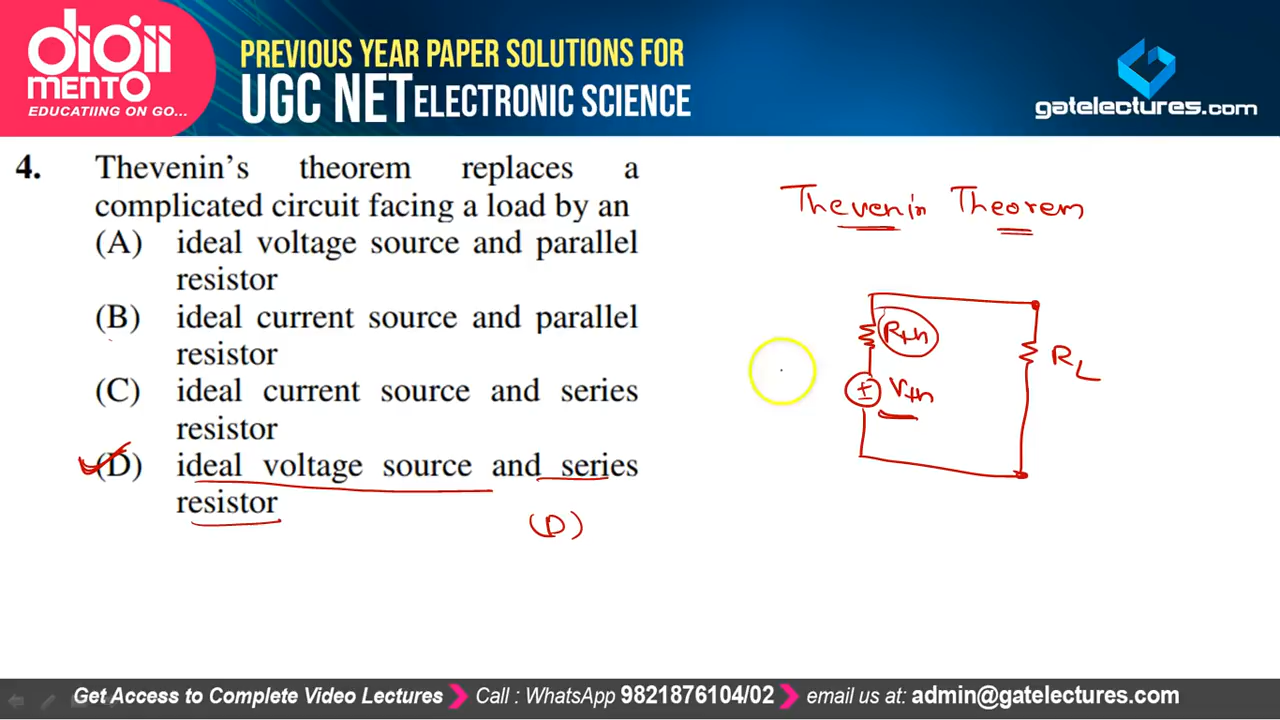 diGii
MENTO
EDUCATIING ON GO...
PREVIOUS YEAR PAPER SOLUTIONS FOR
UGC NET ELECTRONIC SCIENCE
gatelectures.com
4. Thevenin's theorem replaces a
complicated circuit facing a load by an
(A) ideal voltage source and parallel
resistor
(B) ideal current source and parallel
resistor
(C) ideal current source and series
resistor
(D) ideal voltage source and series
resistor
(D)
Thevenin Theorem
Rth
RL
± Vth
Get Access to Complete Video Lectures Call : WhatsApp 9821876104/02 email us at: admin@gatelectures.com